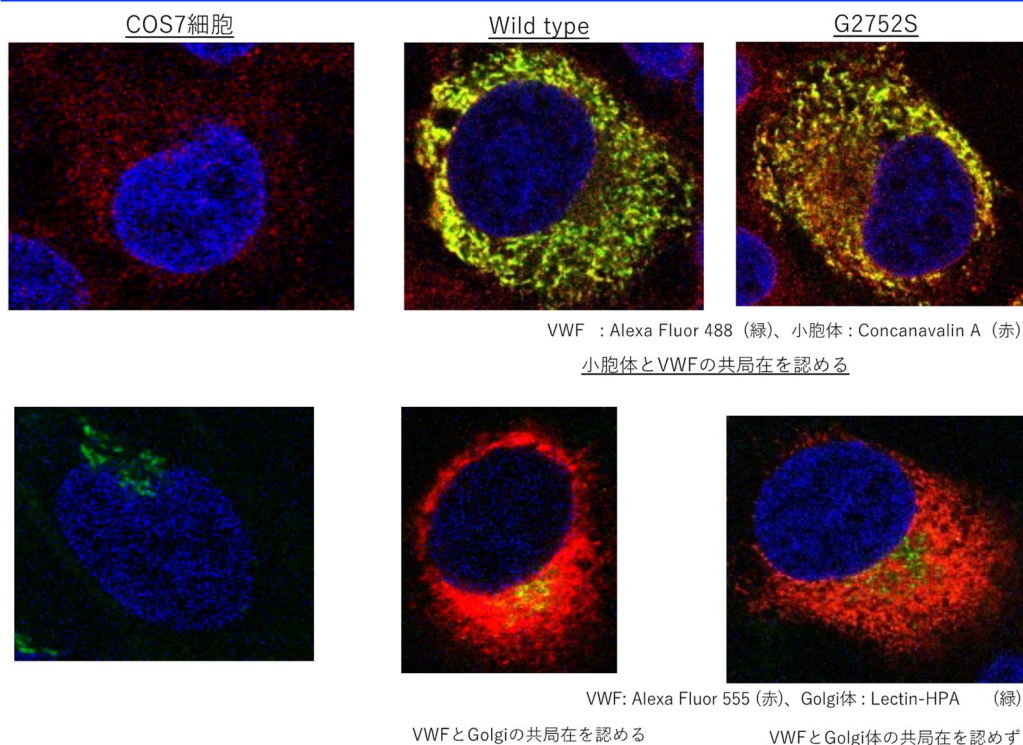 COS7細胞
Wild type
G2752S
VWF : Alexa Fluor 488 (緑)、小胞体 : Concanavalin A (赤)
小胞体とVWFの共局在を認める
VWF: Alexa Fluor 555 (赤)、Golgi体 : Lectin-HPA (緑)
VWFとGolgiの共局在を認める
VWFとGolgi体の共局在を認めず